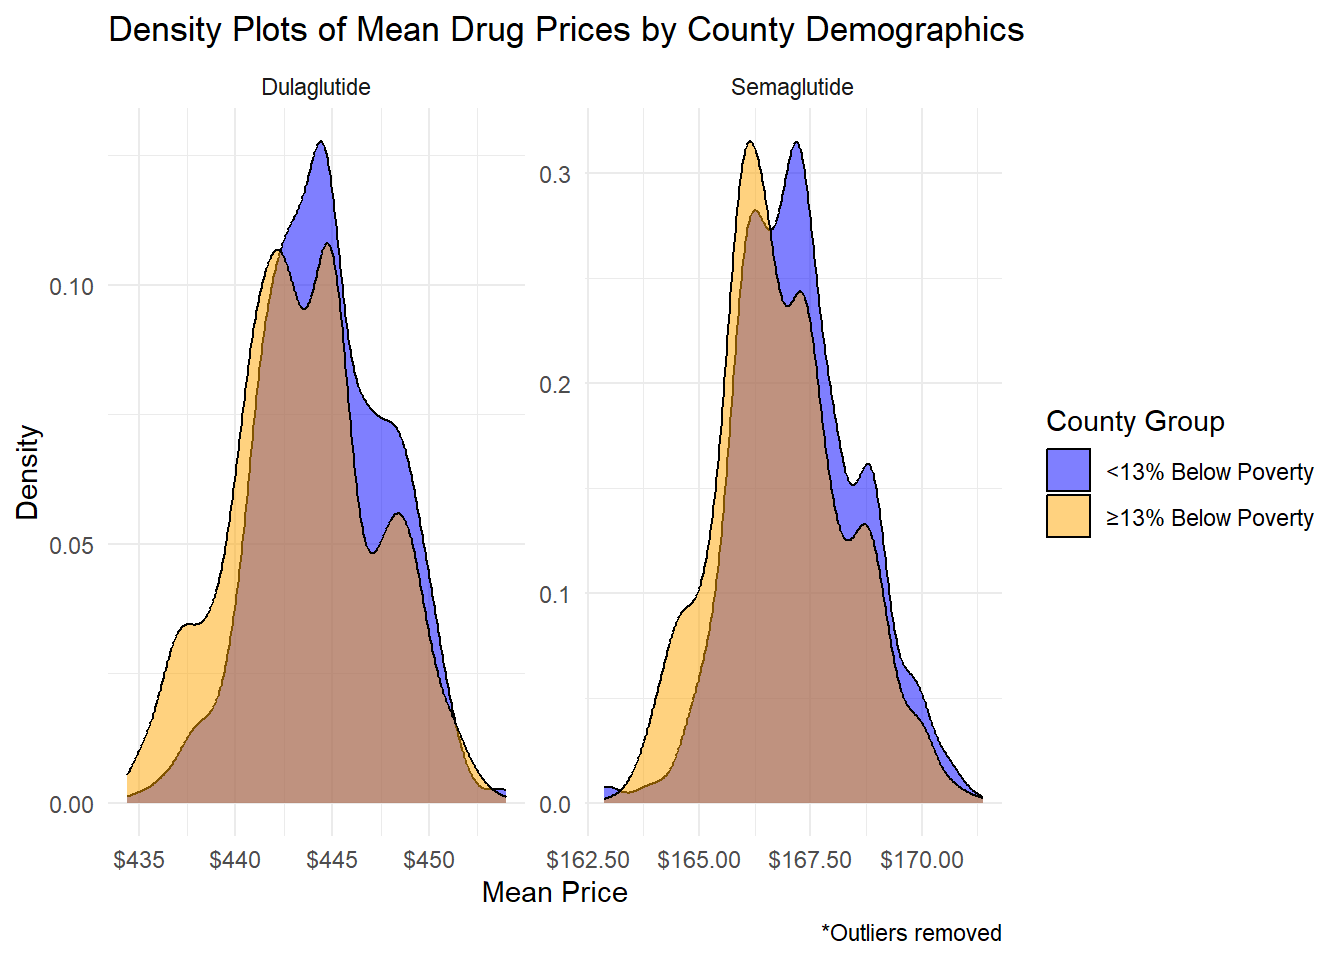 Density Plots of Mean Drug Prices by County Demographics
Dulaglutide
Semaglutide
Density
0.10
0.05
0.00
0.3
0.2
0.1
0.0
$435 $440 $445 $450
$162.50 $165.00 $167.50 $170.00
Mean Price
County Group
<13% Below Poverty
≥13% Below Poverty
*Outliers removed